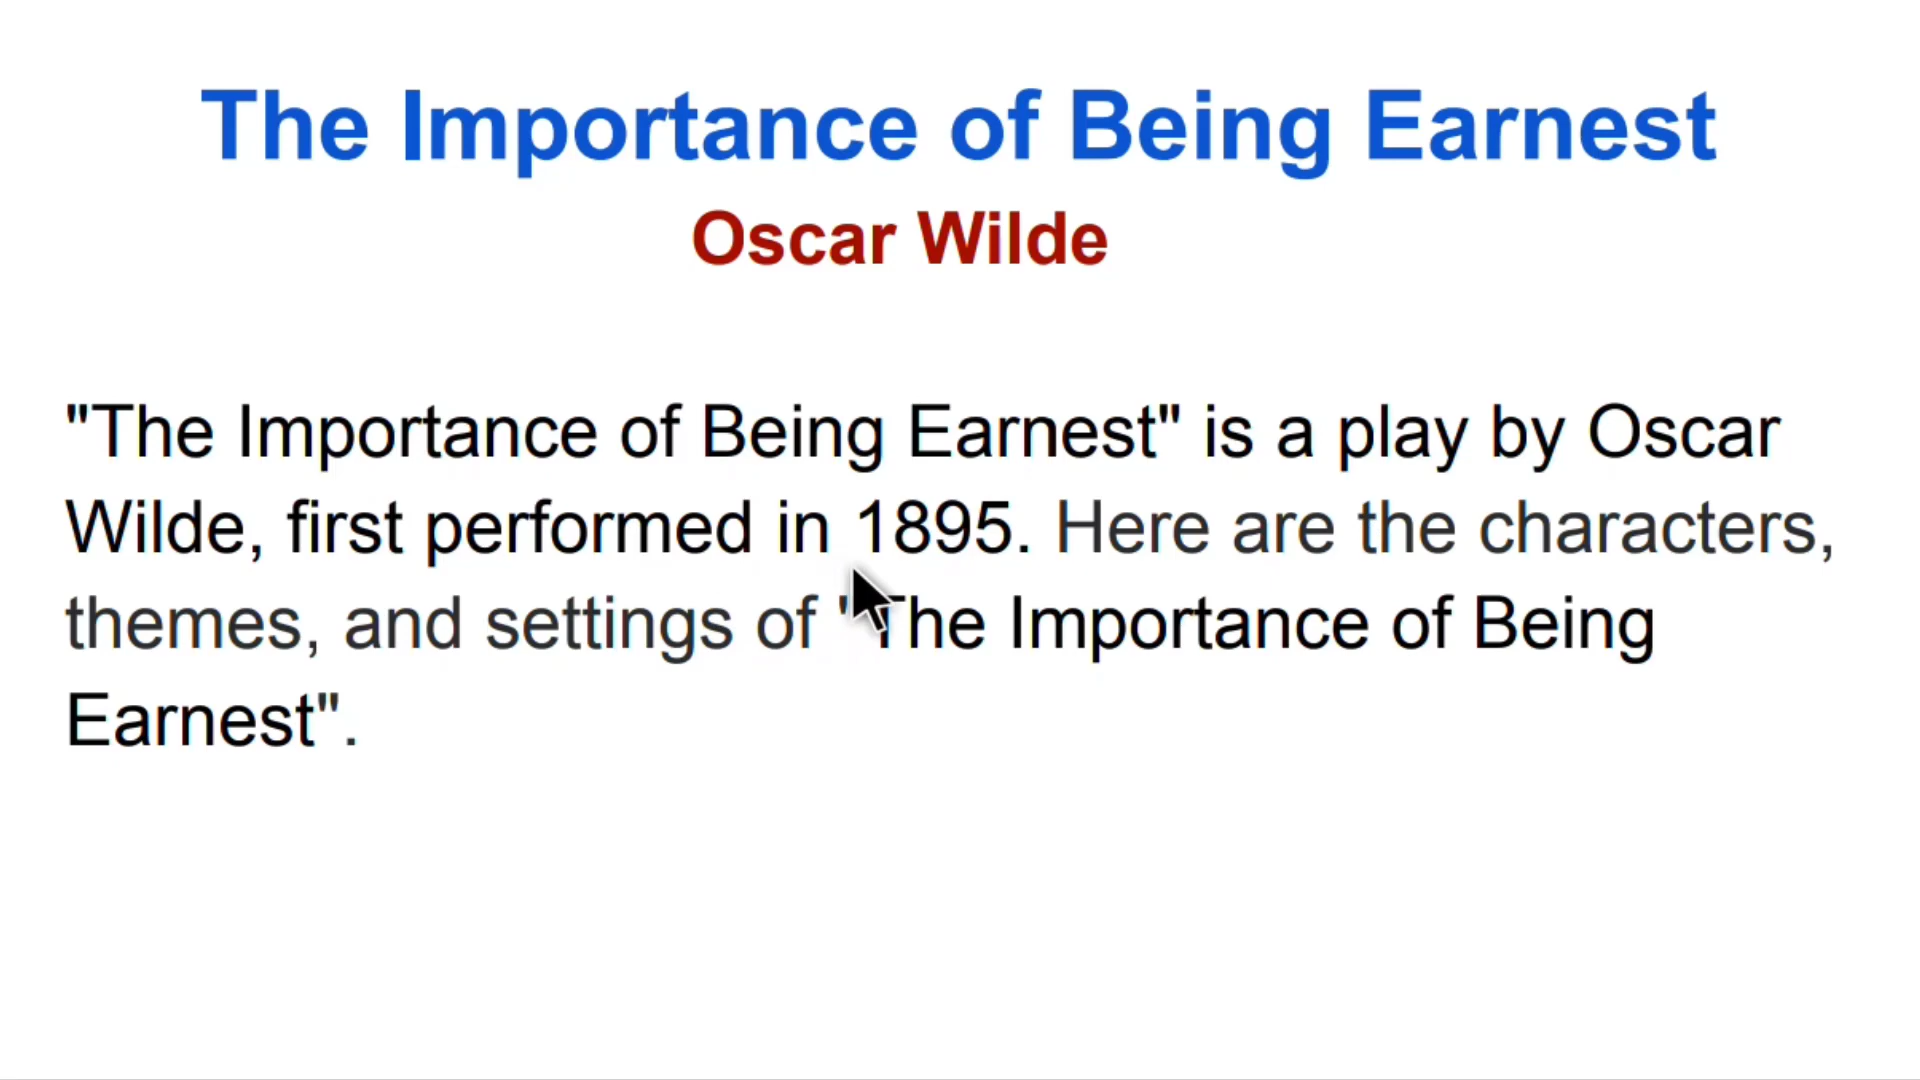 The Importance of Being Earnest
Oscar Wilde
"The Importance of Being Earnest" is a play by Oscar
Wilde, first performed in 1895. Here are the characters,
themes, and settings of "The Importance of Being
Earnest".